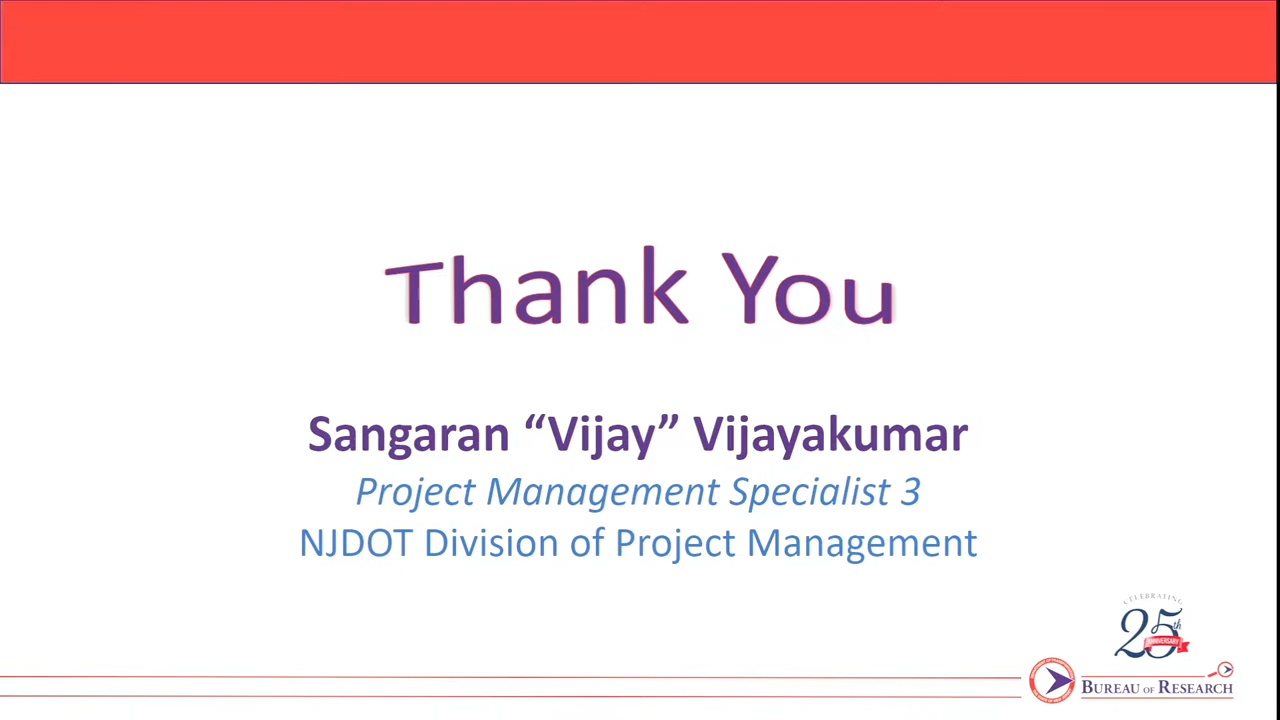 Thank You
Sangaran “Vijay” Vijayakumar
Project Management Specialist 3
NJDOT Division of Project Management
CELEBRATING
25th
ANNIVERSARY
BUREAU OF RESEARCH